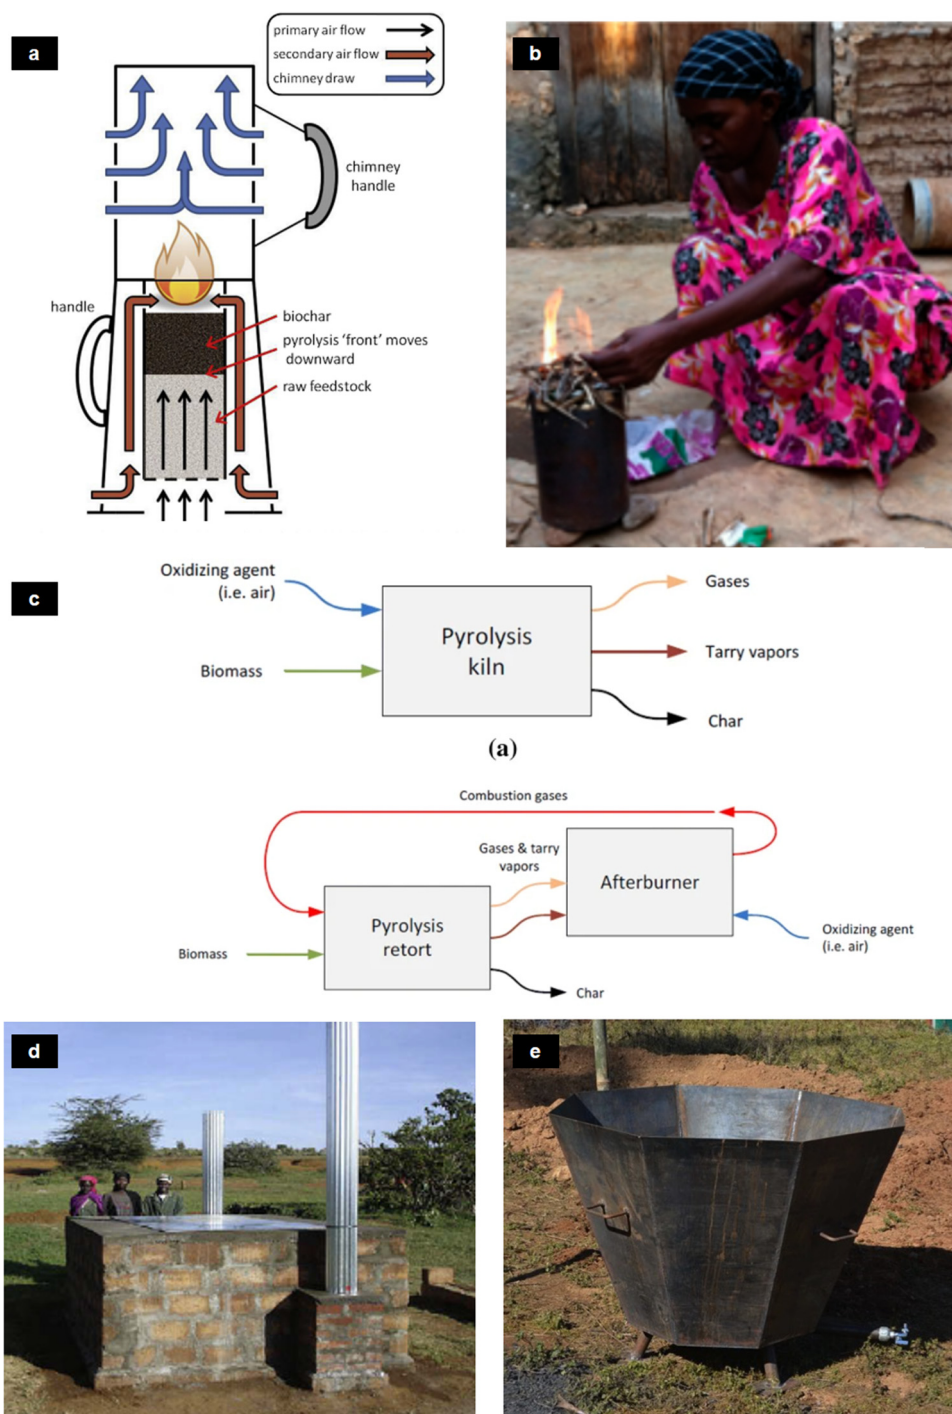 a
primary air flow
secondary air flow
chimney draw
chimney
handle
handle
biochar
pyrolysis ‘front’ moves
downward
raw feedstock
b
c
Oxidizing agent
(i.e. air)
Biomass
Pyrolysis
kiln
Gases
Tarry vapors
Char
(a)
Combustion gases
Gases & tarry
vapors
Afterburner
Pyrolysis
retort
Biomass
Oxidizing agent
(i.e. air)
Char
d
e